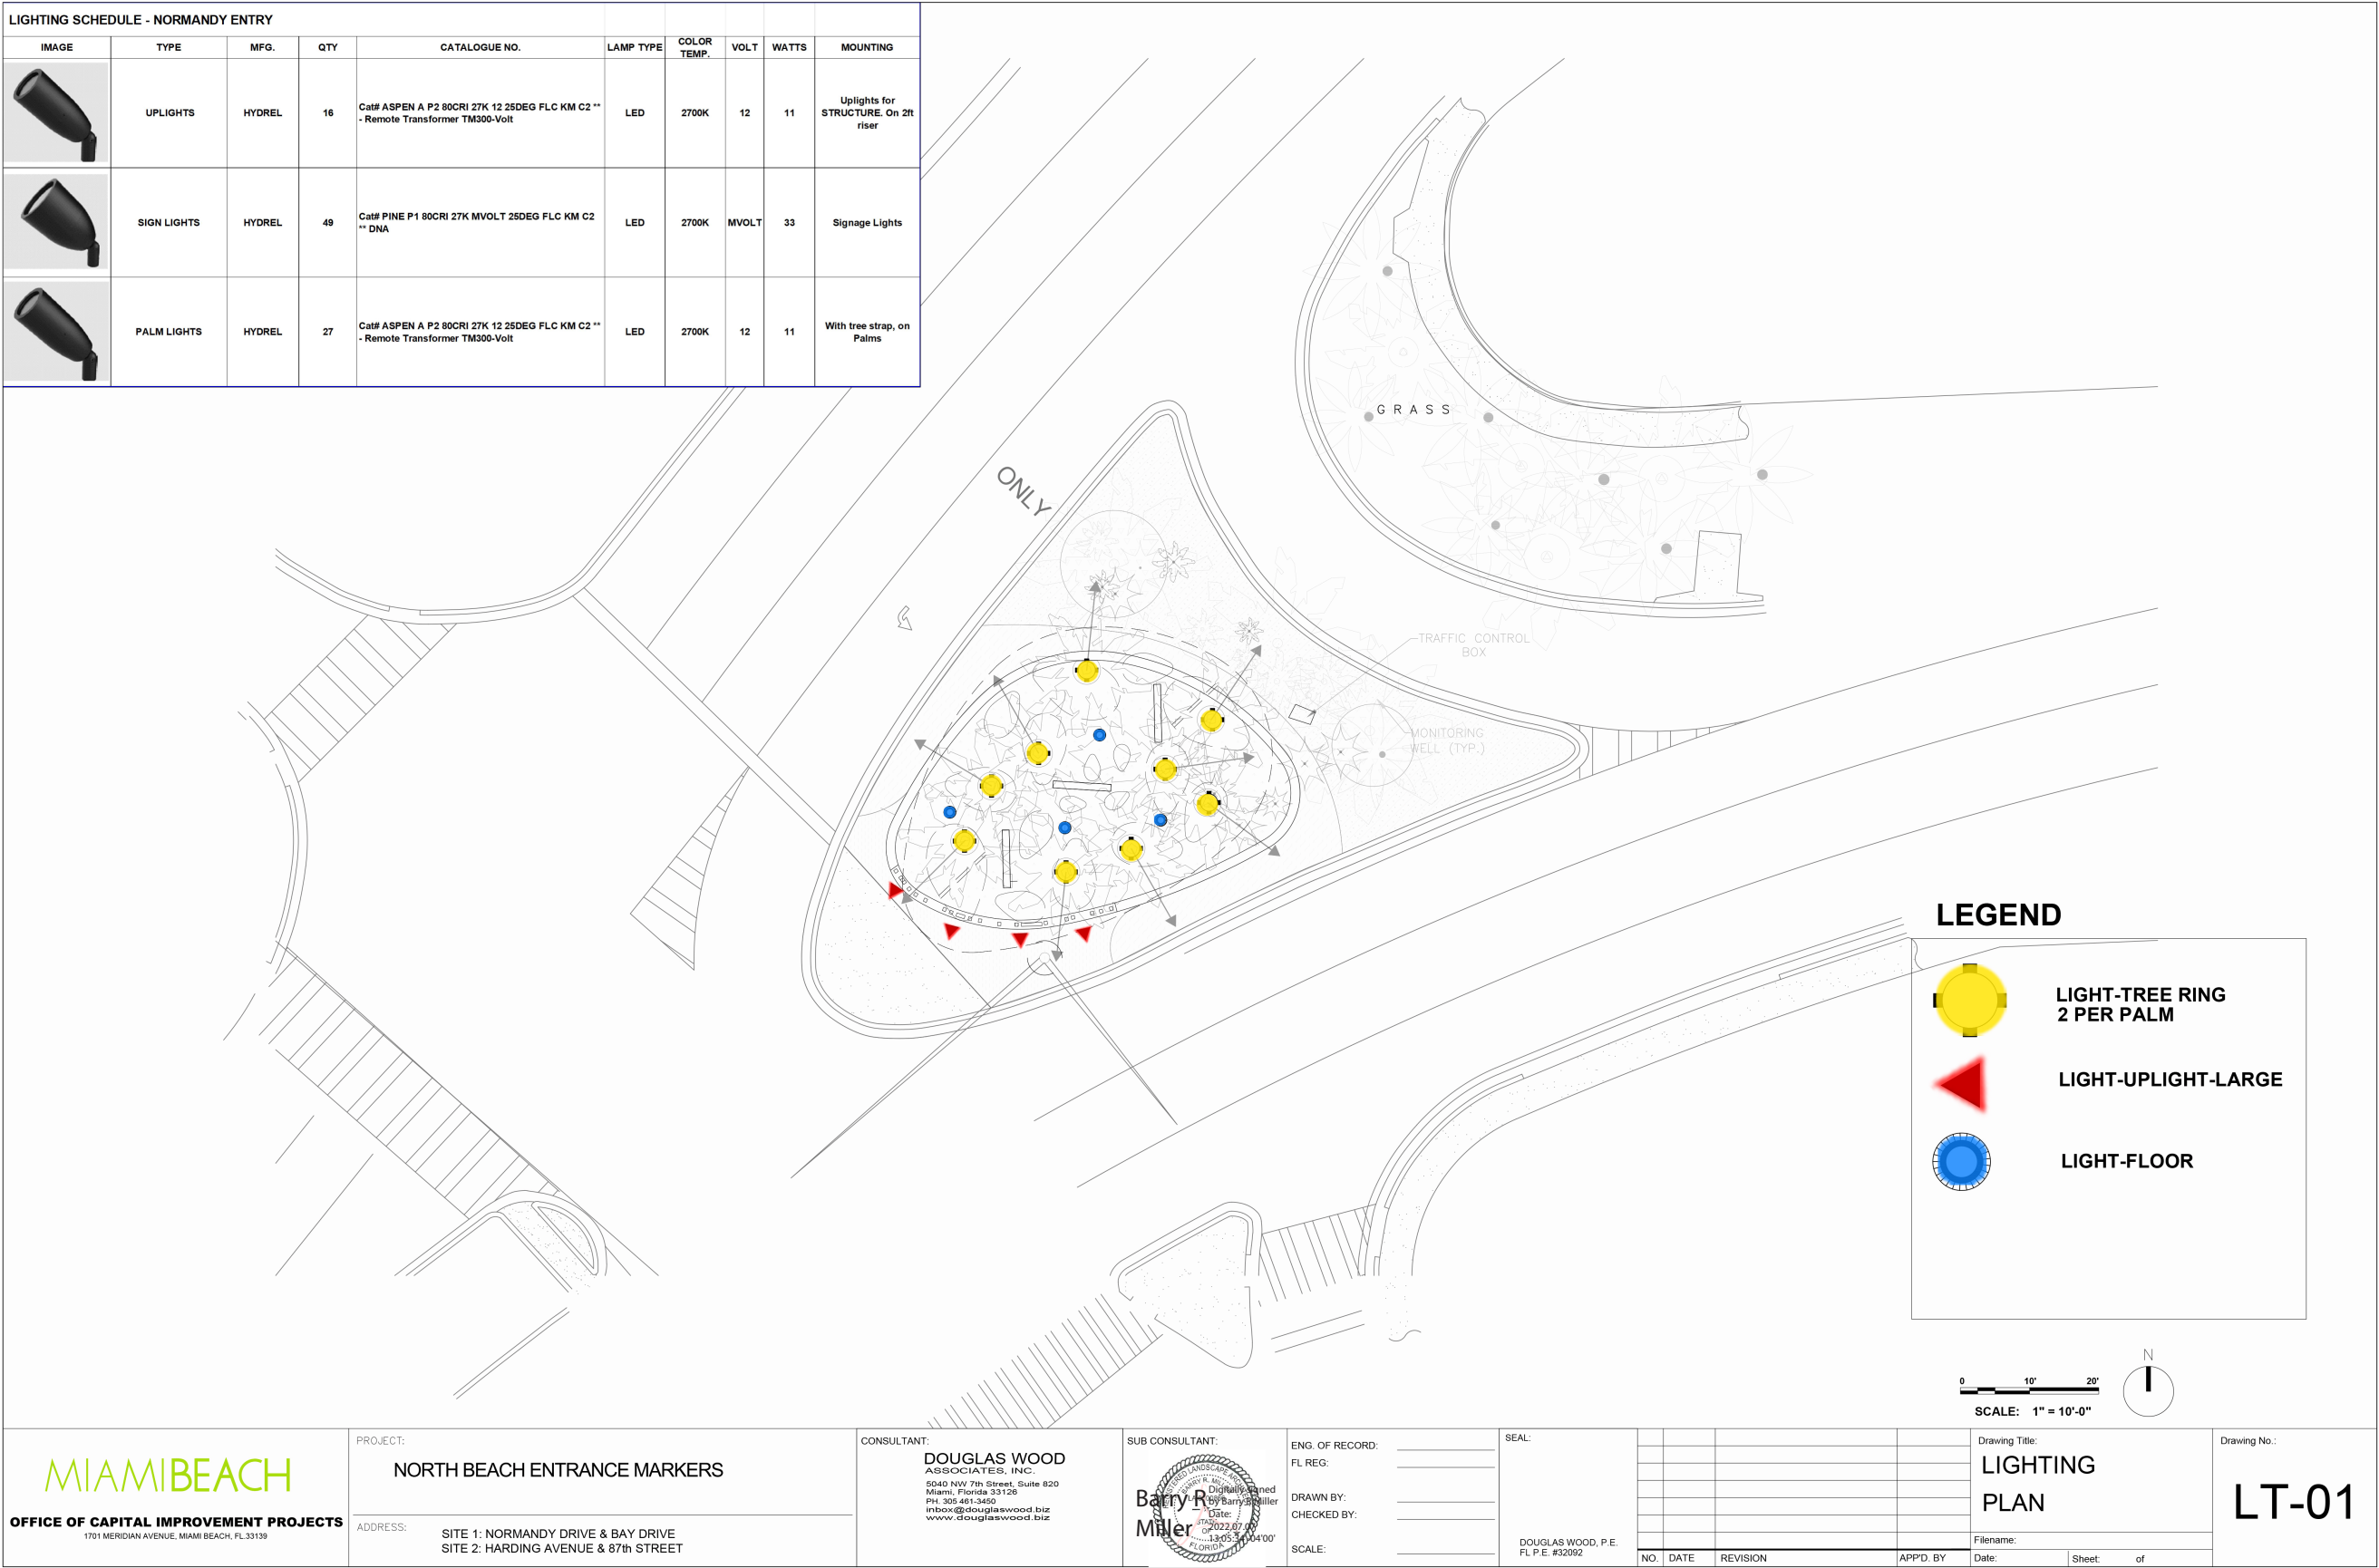 LIGHTING SCHEDULE - NORMANDY ENTRY
IMAGE TYPE MFG. QTY CATALOGUE NO. LAMP TYPE COLOR TEMP. VOLT WATTS MOUNTING
UPLIGHTS HYDREL 16 Cat# ASPEN A P2 80CRI 27K 12 25DEG FLC KM C2 ** - Remote Transformer TM300-Volt LED 2700K 12 11 Uplights for STRUCTURE. On 2ft riser
SIGN LIGHTS HYDREL 49 Cat# PINE P1 80CRI 27K MVOLT 25DEG FLC KM C2 ** DNA LED 2700K MVOLT 33 Signage Lights
PALM LIGHTS HYDREL 27 Cat# ASPEN A P2 80CRI 27K 12 25DEG FLC KM C2 ** - Remote Transformer TM300-Volt LED 2700K 12 11 With tree strap, on Palms
GRASS
ONLY
TRAFFIC CONTROL
BOX
MONITORING
WELL (TYP.)
LEGEND
LIGHT-TREE RING
2 PER PALM
LIGHT-UPLIGHT-LARGE
LIGHT-FLOOR
N
0 10' 20'
SCALE: 1" = 10'-0"
MIAMIBEACH
OFFICE OF CAPITAL IMPROVEMENT PROJECTS
1701 MERIDIAN AVENUE, MIAMI BEACH, FL.33139
PROJECT:
NORTH BEACH ENTRANCE MARKERS
ADDRESS:
SITE 1: NORMANDY DRIVE & BAY DRIVE
SITE 2: HARDING AVENUE & 87th STREET
CONSULTANT:
DOUGLAS WOOD
ASSOCIATES, INC.
5040 NW 7th Street, Suite 820
Miami, Florida 33126
PH. 305 461-3450
inbox@douglaswood.biz
www.douglaswood.biz
SUB CONSULTANT:
Barry R
Miller
Digitally signed
by Barry R Miller
Date:
FLORIDA
ENG. OF RECORD:
FL REG:
DRAWN BY:
CHECKED BY:
SCALE:
SEAL:
DOUGLAS WOOD, P.E.
FL P.E. #32092
NO. DATE REVISION APP'D. BY
Drawing Title:
LIGHTING
PLAN
Filename:
Date: Sheet: of
Drawing No.:
LT-01